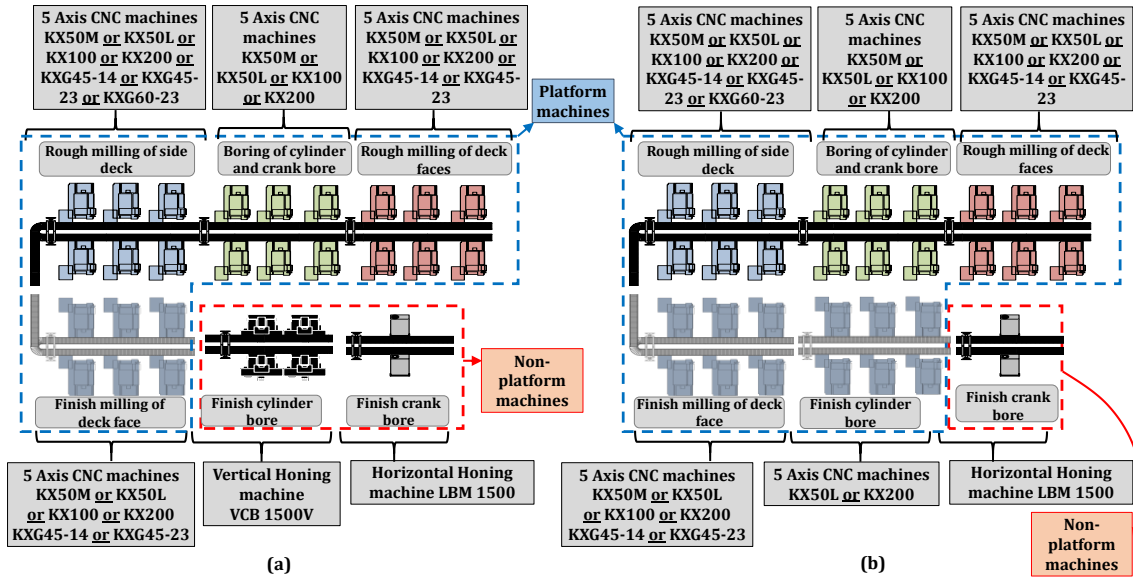 5 Axis CNC machines
KX50M or KX50L or
KX100 or KX200 or
KXG45-14 or KXG45-
23 or KXG60-23
5 Axis CNC
machines
KX50M or
KX50L or KX100
or KX200
5 Axis CNC machines
KX50M or KX50L or
KX100 or KX200 or
KXG45-14 or KXG45-
23
Platform
machines
5 Axis CNC machines
KX50M or KX50L or
KX100 or KX200 or
KXG45-14 or KXG45-
23 or KXG60-23
5 Axis CNC
machines
KX50M or
KX50L or KX100
or KX200
5 Axis CNC machines
KX50M or KX50L or
KX100 or KX200 or
KXG45-14 or KXG45-
23
Rough milling of side
deck
Boring of cylinder
and crank bore
Rough milling of deck
faces
Rough milling of side
deck
Boring of cylinder
and crank bore
Rough milling of deck
faces
Finish milling of
deck face
Finish cylinder
bore
Finish crank
bore
Non-
platform
machines
Finish milling of deck
face
Finish cylinder
bore
Finish crank
bore
5 Axis CNC machines
KX50M or KX50L
or KX100 or KX200
KXG45-14 or KXG45-23
Vertical Honing
machine
VCB 1500V
Horizontal Honing
machine LBM 1500
5 Axis CNC machines
KX50M or KX50L
or KX100 or KX200
KXG45-14 or KXG45-23
5 Axis CNC machines
KX50L or KX200
Horizontal Honing
machine LBM 1500
Non-
platform
machines
(a)
(b)